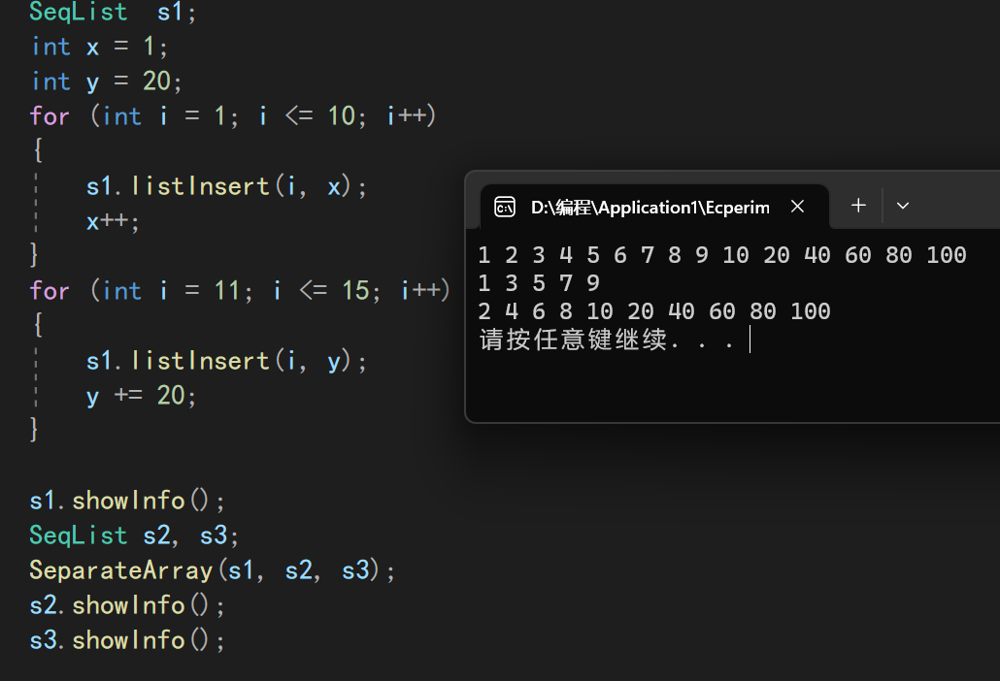 SeqList  s1;
int x = 1;
int y = 20;
for (int i = 1; i <= 10; i++)
{
s1.listInsert(i, x);
x++;
}
for (int i = 11; i <= 15; i++)
{
s1.listInsert(i, y);
y += 20;
}
s1.showInfo();
SeqList s2, s3;
SeparateArray(s1, s2, s3);
s2.showInfo();
s3.showInfo();
D:\编程\Application1\Ecperim
1 2 3 4 5 6 7 8 9 10 20 40 60 80 100
1 3 5 7 9
2 4 6 8 10 20 40 60 80 100
请按任意键继续. . .